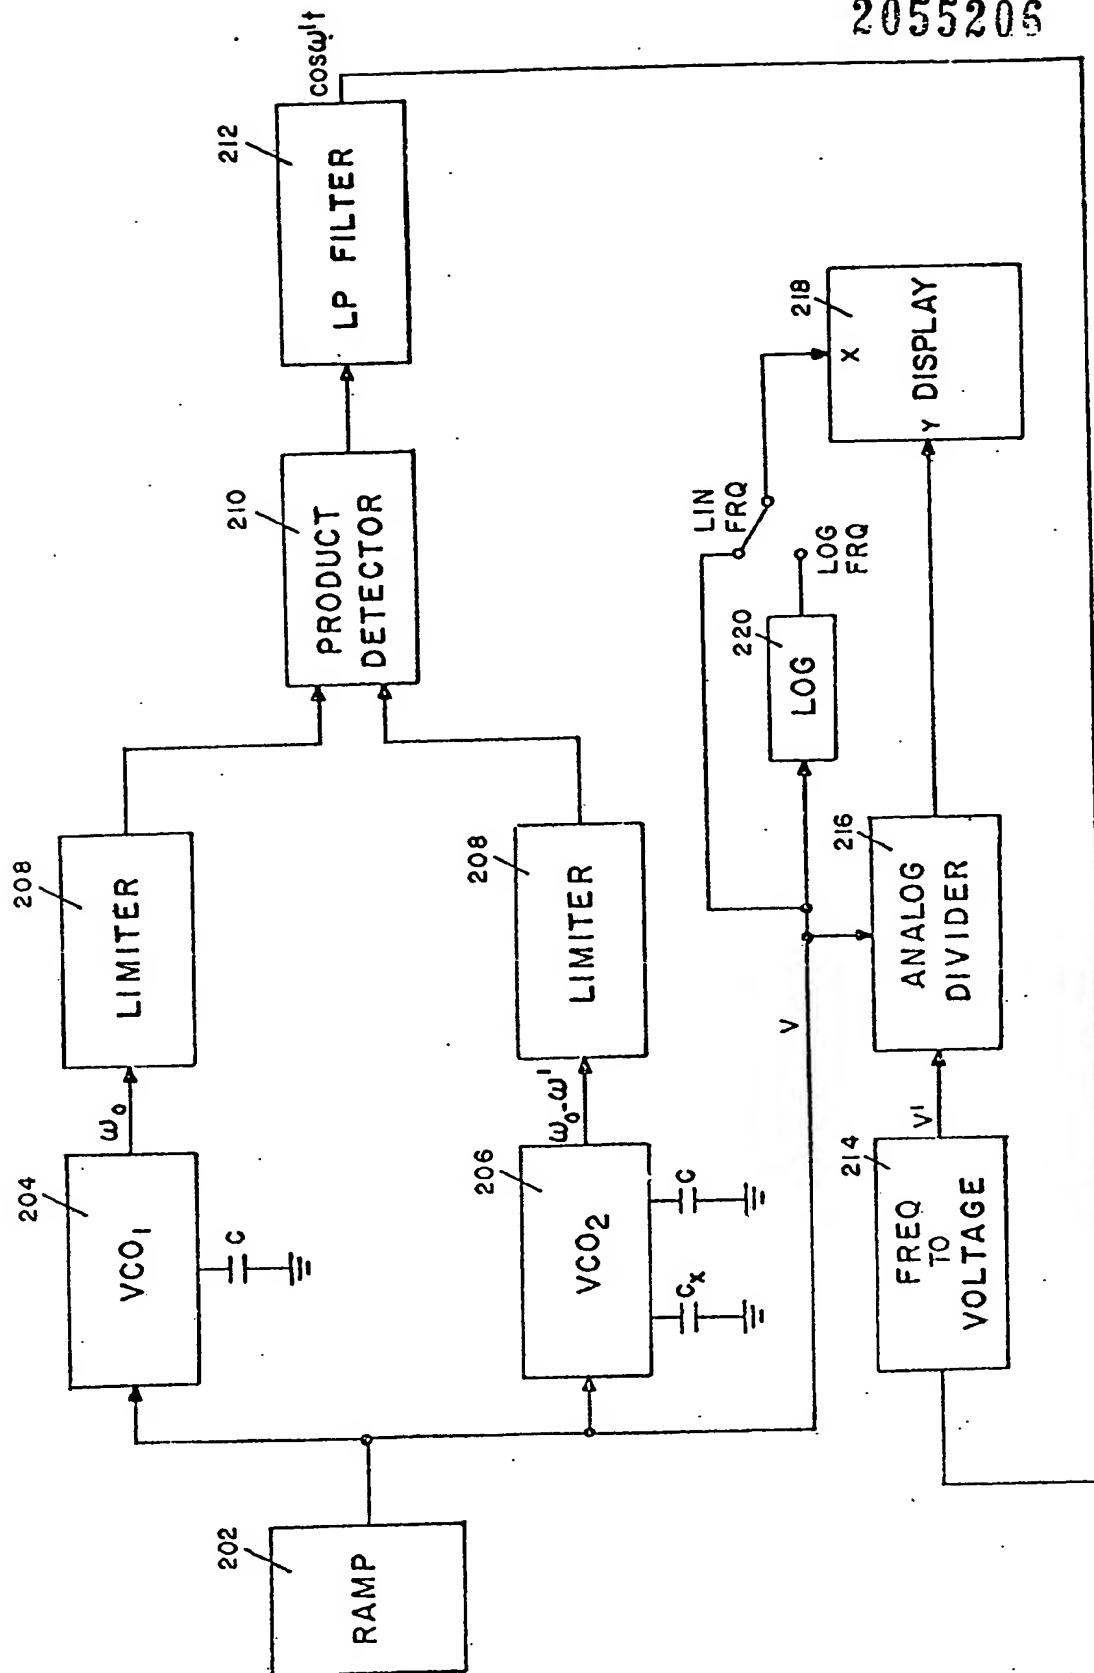 2055206
202
RAMP
204
VCO1
C
ω0
208
LIMITER
206
VCO2
Cx
C
ω0-ω'
208
LIMITER
210
PRODUCT
DETECTOR
212
LP FILTER
cosω't
V
220
LOG
LIN
FRQ
LOG
FRQ
218
X
Y DISPLAY
214
FREQ
TO
VOLTAGE
V'
216
ANALOG
DIVIDER